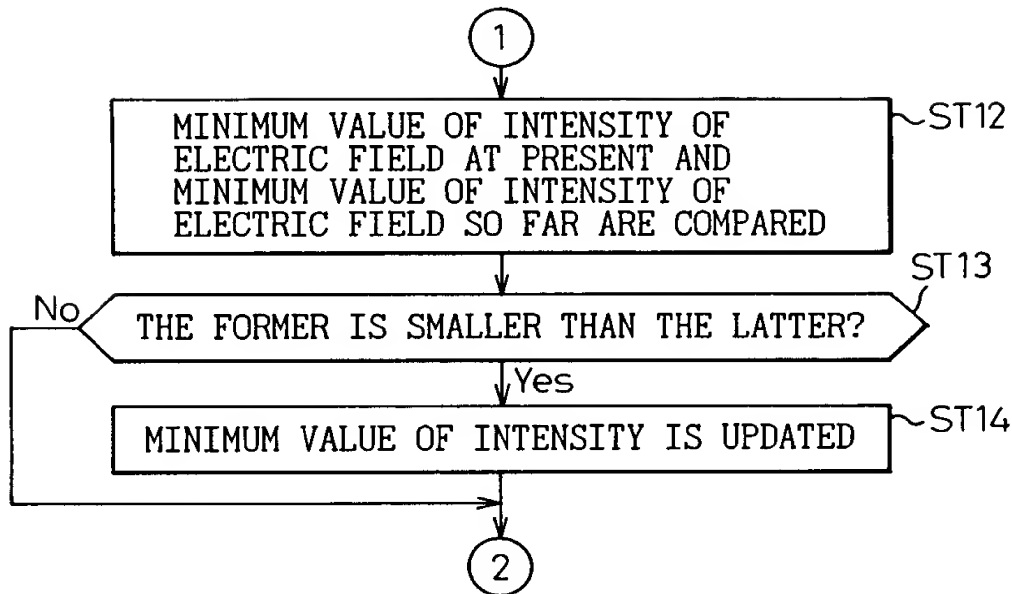 1
MINIMUM VALUE OF INTENSITY OF
ELECTRIC FIELD AT PRESENT AND
MINIMUM VALUE OF INTENSITY OF
ELECTRIC FIELD SO FAR ARE COMPARED
ST12
ST13
No
THE FORMER IS SMALLER THAN THE LATTER?
Yes
ST14
MINIMUM VALUE OF INTENSITY IS UPDATED
2